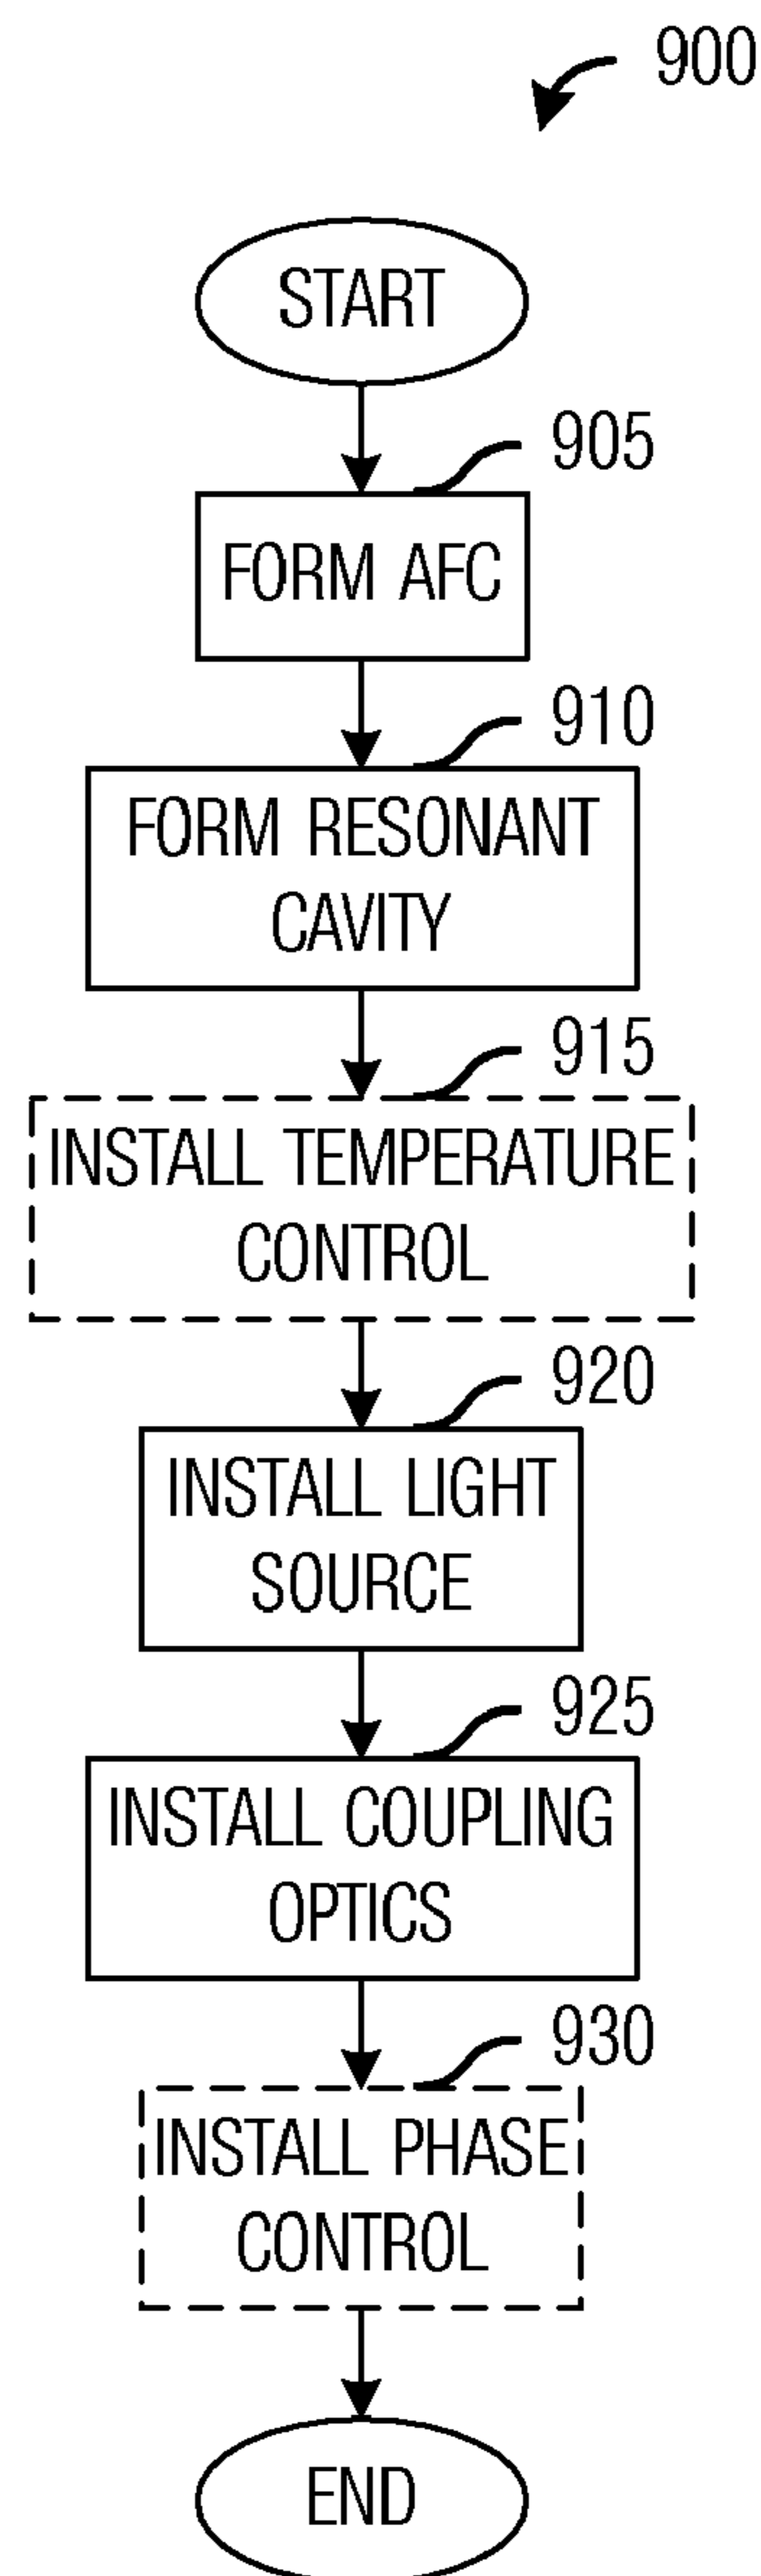 900
START
905
FORM AFC
910
FORM RESONANT
CAVITY
915
INSTALL TEMPERATURE
CONTROL
920
INSTALL LIGHT
SOURCE
925
INSTALL COUPLING
OPTICS
930
INSTALL PHASE
CONTROL
END